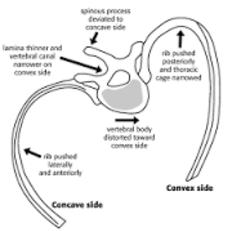 spinous process
deviated to
concave side
lamina thinner and
vertebral canal
narrower on
convex side
rib pushed
posteriorly
and thoracic
cage narrowed
vertebral body
distorted toward
convex side
rib pushed
laterally
and anteriorly
Convex side
Concave side